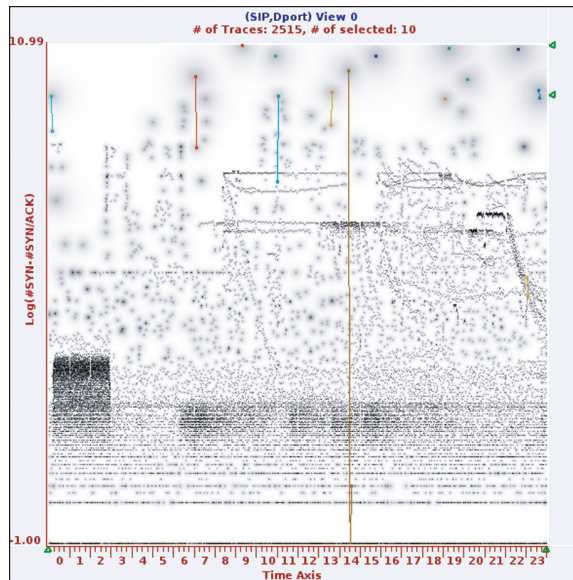 (SIP,Dport) View 0
# of Traces: 2515, # of selected: 10
10.99
Log(#SYN-#SYN/ACK)
-1.00
0 1 2 3 4 5 6 7 8 9 10 11 12 13 14 15 16 17 18 19 20 21 22 23
Time Axis